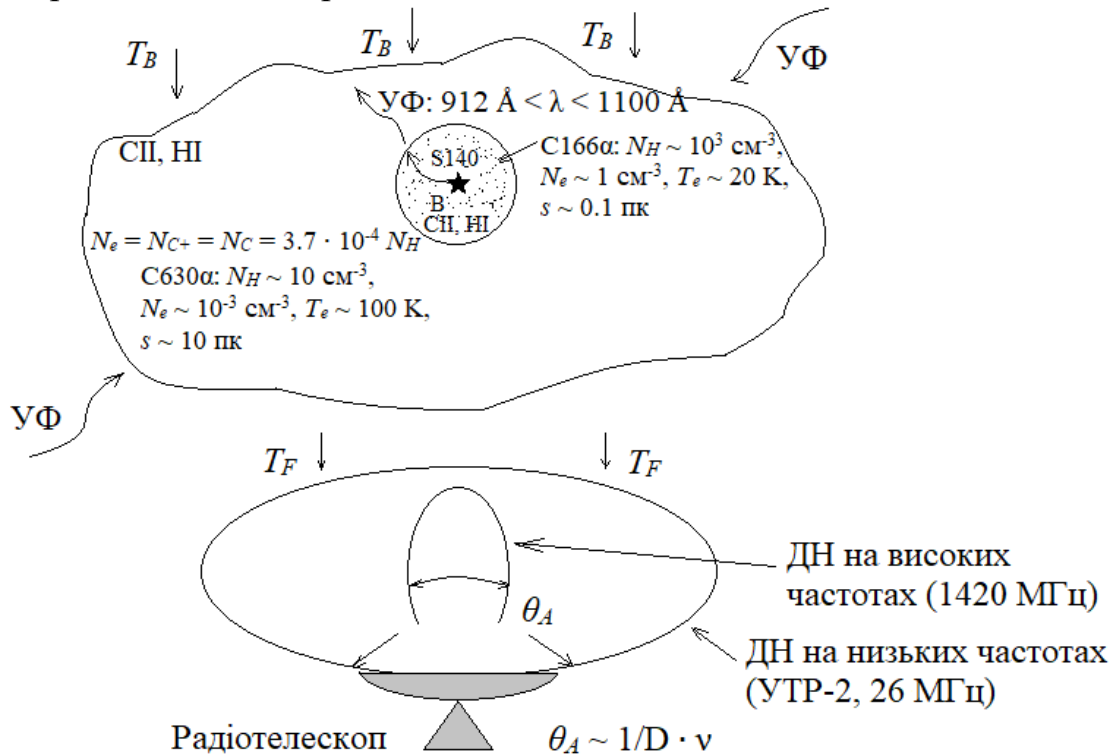 T_B
T_B
T_B
УФ
УФ: 912 Å < λ < 1100 Å
CII, HI
S140
B
CII, HI
C166α: N_H ~ 10³ см⁻³,
N_e ~ 1 см⁻³, T_e ~ 20 K,
s ~ 0.1 пк
N_e = N_{C+} = N_C = 3.7 · 10⁻⁴ N_H
C630α: N_H ~ 10 см⁻³,
N_e ~ 10⁻³ см⁻³, T_e ~ 100 K,
s ~ 10 пк
УФ
T_F
T_F
θ_A
ДН на високих
частотах (1420 МГц)
ДН на низьких частотах
(УТР-2, 26 МГц)
Радіотелескоп
θ_A ~ 1/D · ν